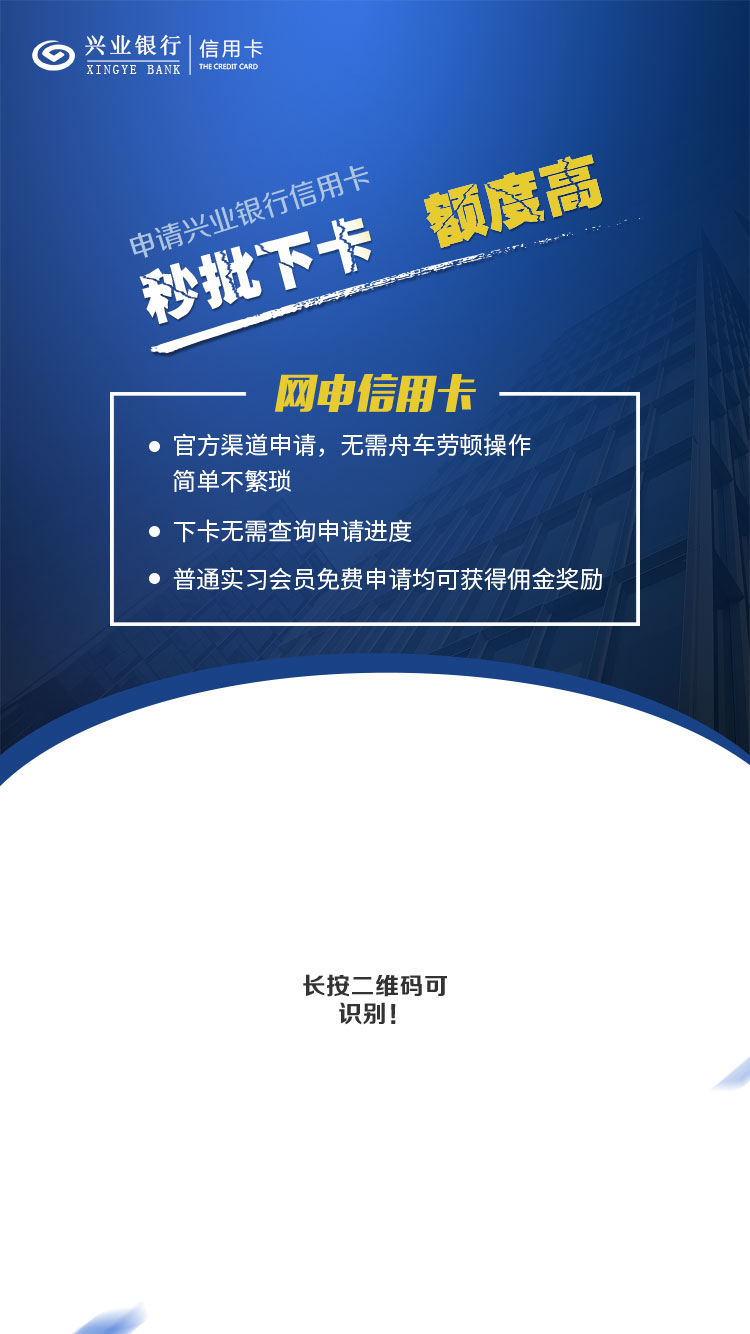 兴业银行
XINGYE BANK
信用卡
THE CREDIT CARD
申请兴业银行信用卡
秒批下卡 额度高
网申信用卡
官方渠道申请，无需舟车劳顿操作
简单不繁琐
下卡无需查询申请进度
普通实习会员免费申请均可获得佣金奖励
长按二维码可
识别！